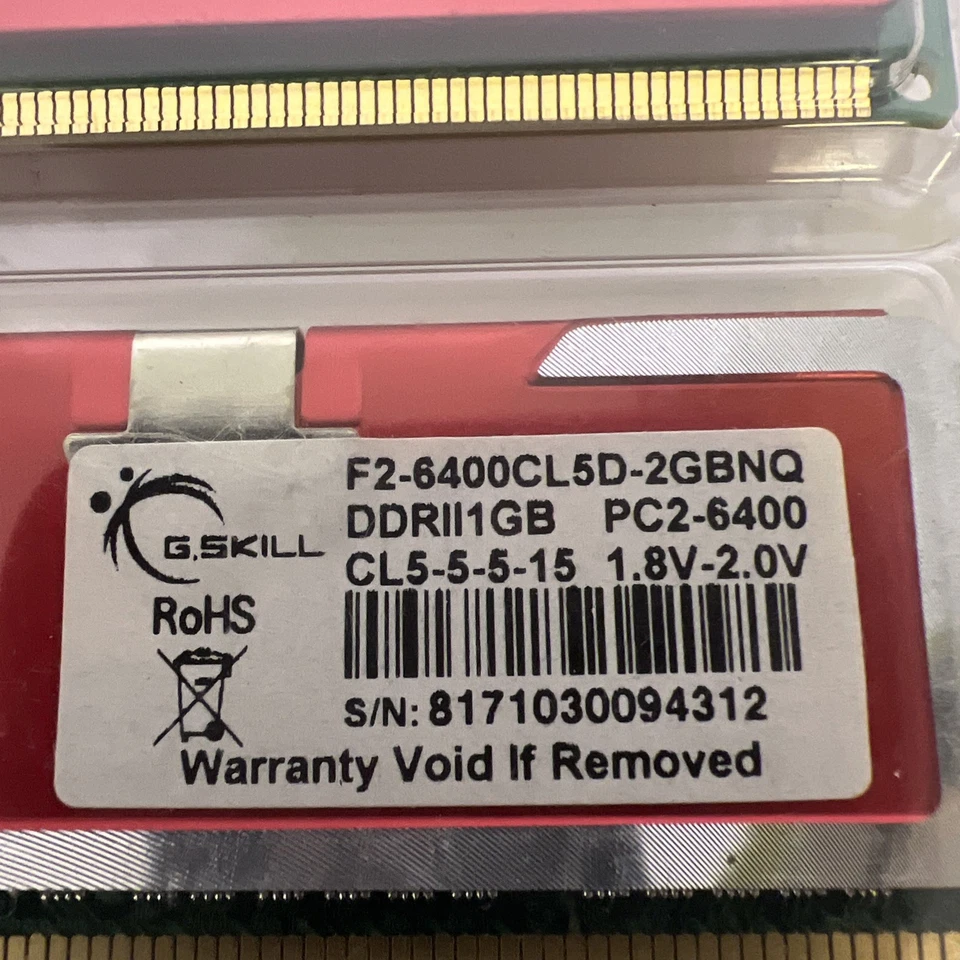 F2-6400CL5D-2GBNQ
DDRII1GB PC2-6400
CL5-5-5-15 1.8V-2.0V
G.SKILL
RoHS
S/N: 8171030094312
Warranty Void If Removed